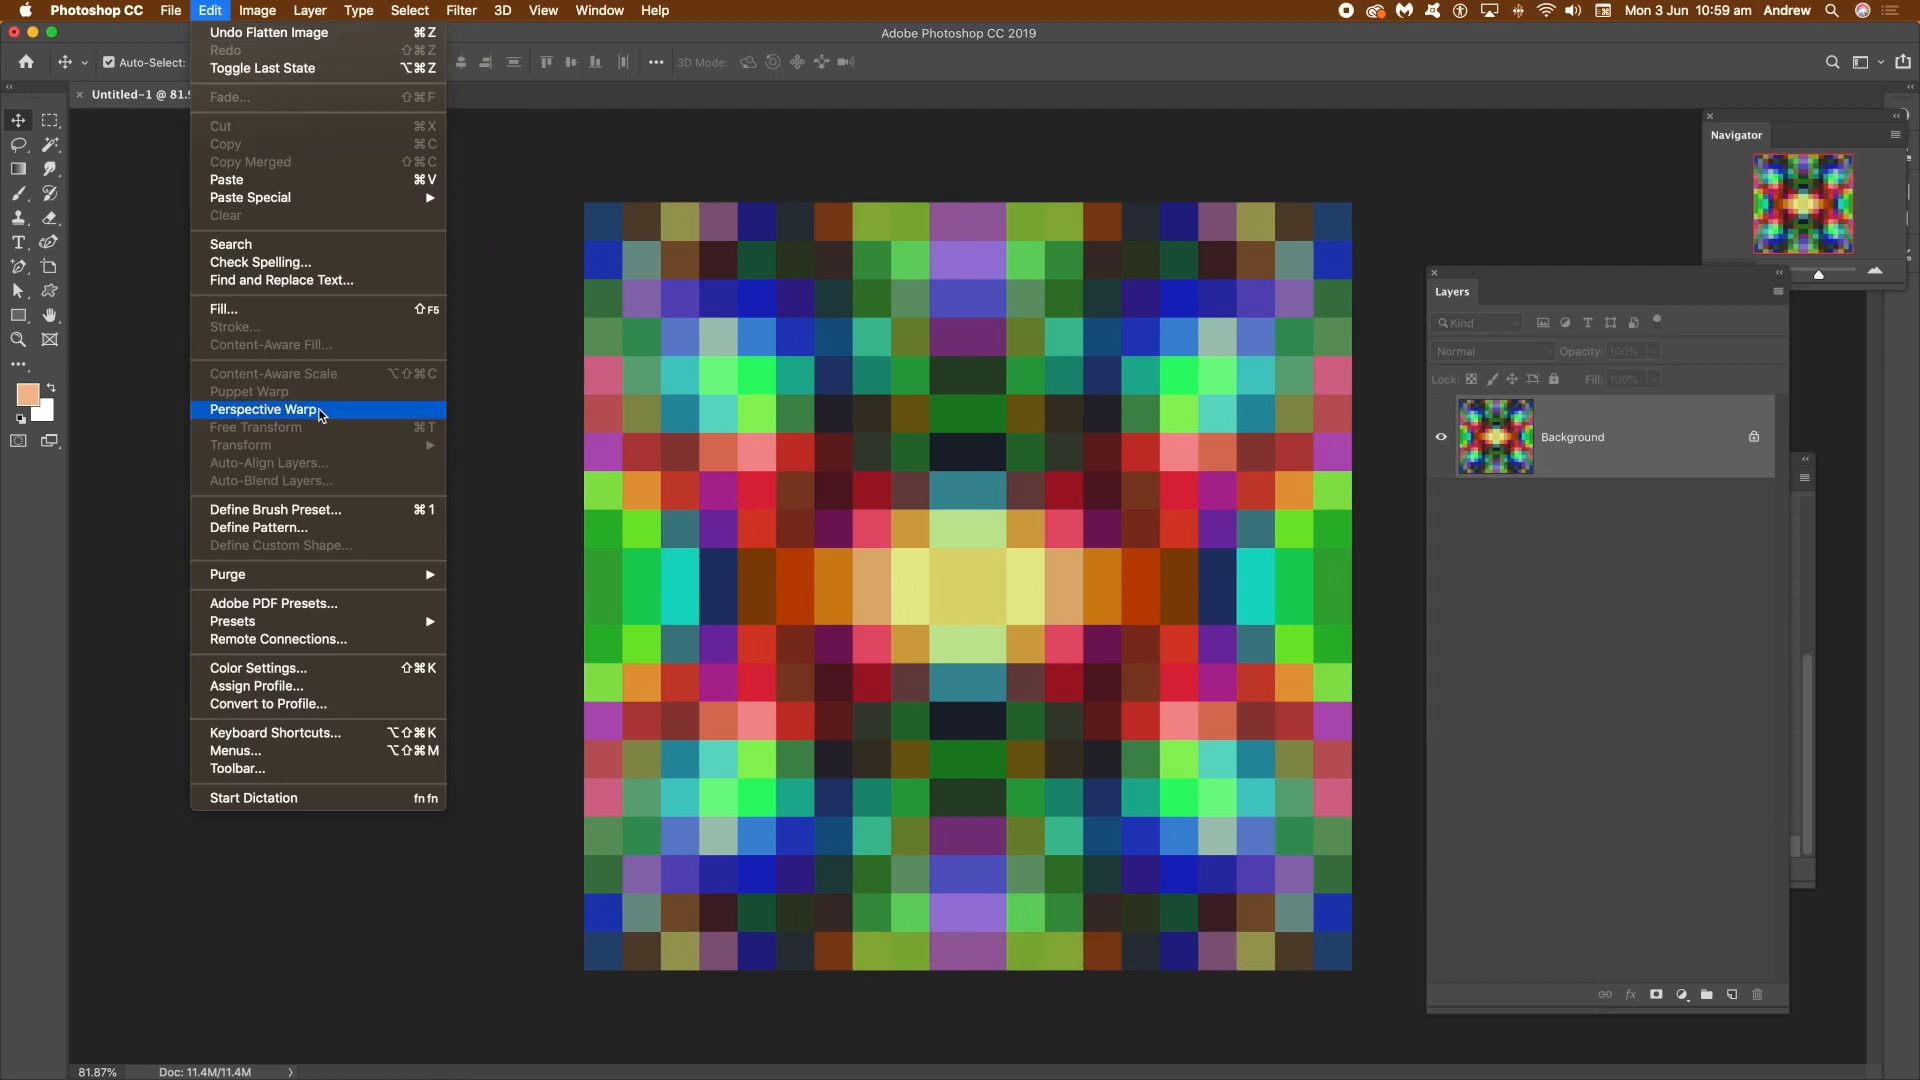 Photoshop CC File Edit Image Layer Type Select Filter 3D View Window Help Mon 3 Jun 10:59 am Andrew
Adobe Photoshop CC 2019
Auto-Select: 3D Mode:
Untitled-1 @ 81.9
Undo Flatten Image ⌘Z
Redo ⇧⌘Z
Toggle Last State ⌥⌘Z
Fade... ⇧⌘F
Cut ⌘X
Copy ⌘C
Copy Merged ⇧⌘C
Paste ⌘V
Paste Special
Clear
Search
Check Spelling...
Find and Replace Text...
Fill... ⇧F5
Stroke...
Content-Aware Fill...
Content-Aware Scale ⌥⇧⌘C
Puppet Warp
Perspective Warp
Free Transform ⌘T
Transform
Auto-Align Layers...
Auto-Blend Layers...
Define Brush Preset... ⌘1
Define Pattern...
Define Custom Shape...
Purge
Adobe PDF Presets...
Presets
Remote Connections...
Color Settings... ⇧⌘K
Assign Profile...
Convert to Profile...
Keyboard Shortcuts... ⌥⇧⌘K
Menus... ⌥⇧⌘M
Toolbar...
Start Dictation fn fn
Navigator
Layers
Kind
Normal Opacity: 100%
Lock: Fill: 100%
Background
81.87% Doc: 11.4M/11.4M